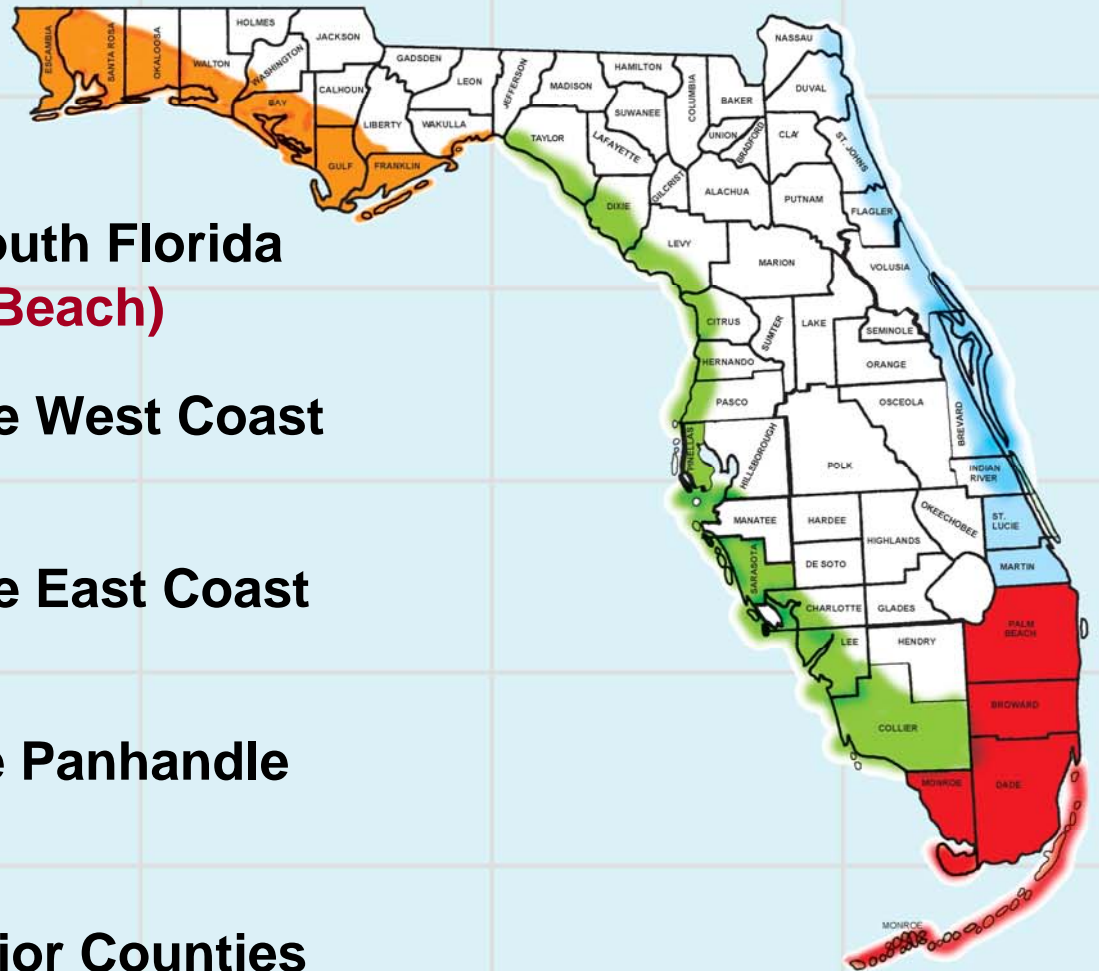 outh Florida
Beach)
e West Coast
e East Coast
e Panhandle
ior Counties
ESCAMBIA
SANTA ROSA
OKALOOSA
WALTON
HOLMES
WASHINGTON
JACKSON
BAY
CALHOUN
GULF
GADSDEN
LIBERTY
FRANKLIN
LEON
WAKULLA
JEFFERSON
MADISON
TAYLOR
HAMILTON
SUWANEE
LAFAYETTE
DIXIE
COLUMBIA
GILCRIST
BAKER
UNION
BRADFORD
NASSAU
DUVAL
CLAY
ST. JOHNS
ALACHUA
PUTNAM
FLAGLER
LEVY
MARION
VOLUSIA
CITRUS
SUMTER
LAKE
SEMINOLE
HERNANDO
ORANGE
PASCO
OSCEOLA
BREVARD
PINELLAS
HILLSBOROUGH
POLK
INDIAN
RIVER
MANATEE
HARDEE
HIGHLANDS
OKEECHOBEE
ST.
LUCIE
SARASOTA
DE SOTO
MARTIN
CHARLOTTE
GLADES
LEE
HENDRY
PALM
BEACH
COLLIER
BROWARD
MONROE
DADE
MONROE